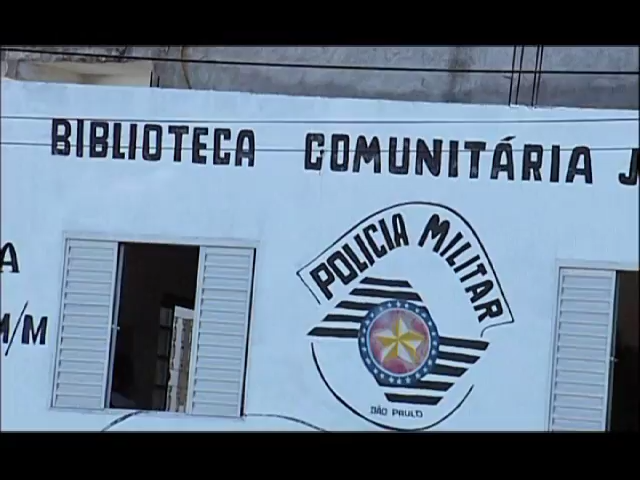 BIBLIOTECA COMUNITÁRIA J
POLICIA MILITAR
A
M/M
SÃO PAULO